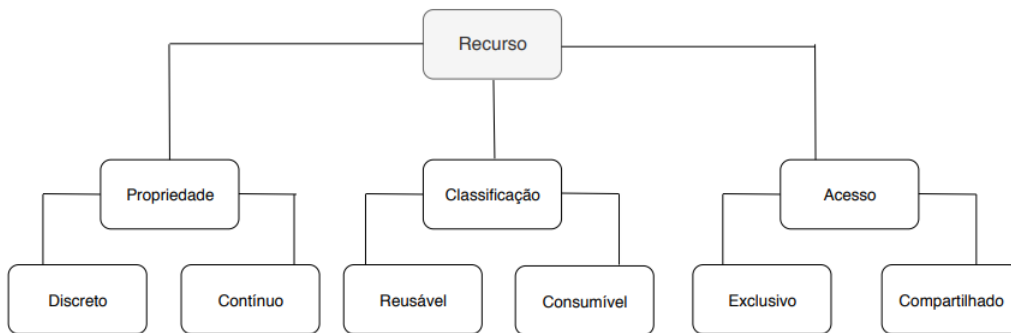 Recurso
Propriedade
Classificação
Acesso
Discreto
Contínuo
Reusável
Consumível
Exclusivo
Compartilhado